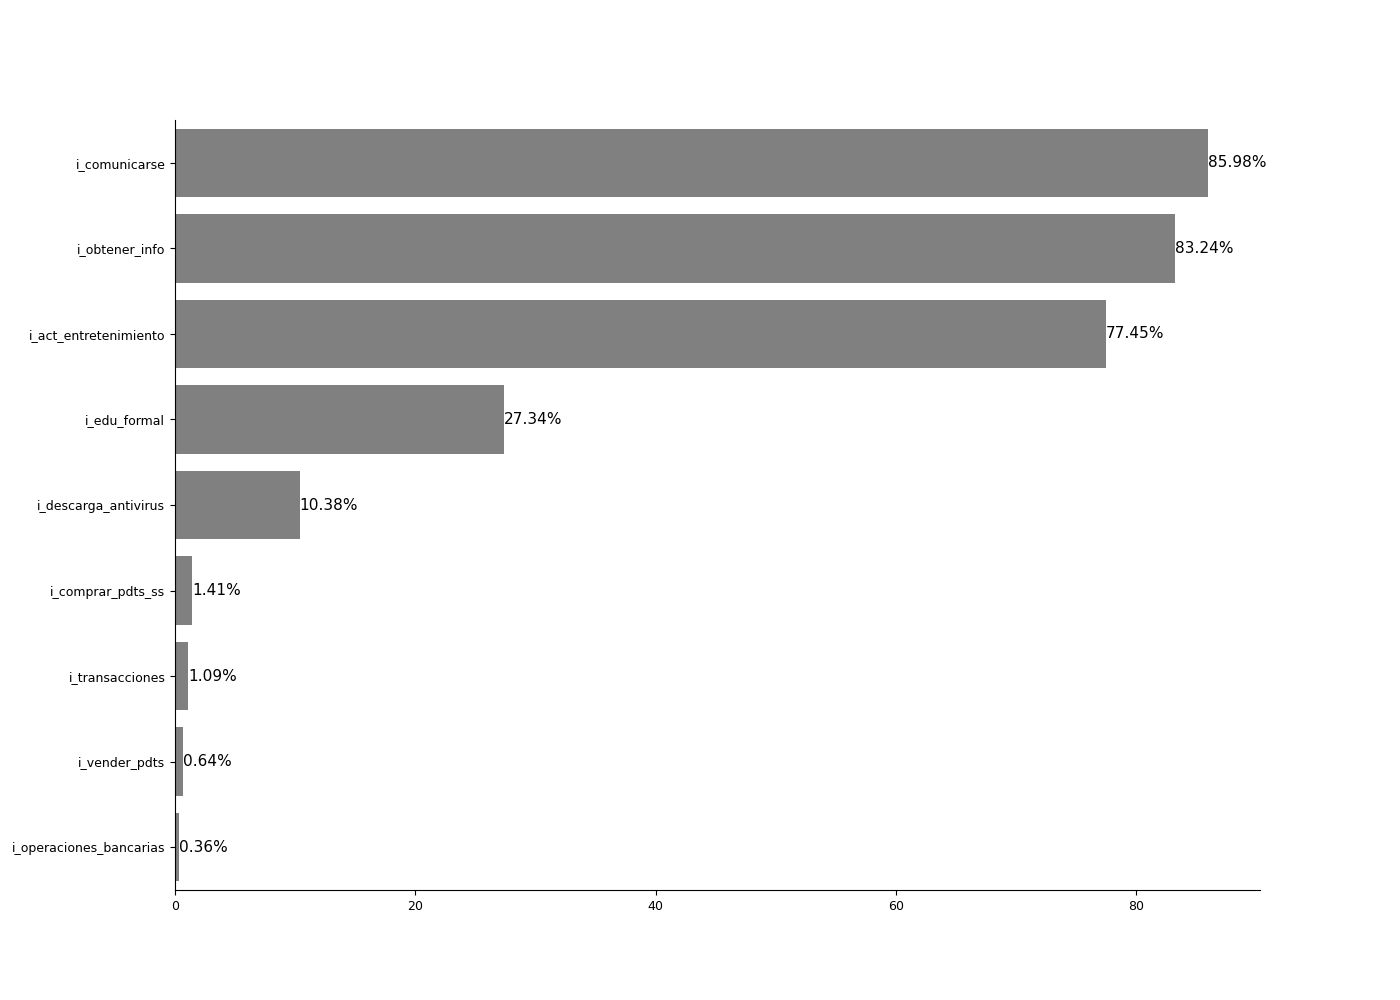 i_comunicarse 85.98%
i_obtener_info 83.24%
i_act_entretenimiento 77.45%
i_edu_formal 27.34%
i_descarga_antivirus 10.38%
i_comprar_pdts_ss 1.41%
i_transacciones 1.09%
i_vender_pdts 0.64%
i_operaciones_bancarias 0.36%
0 20 40 60 80